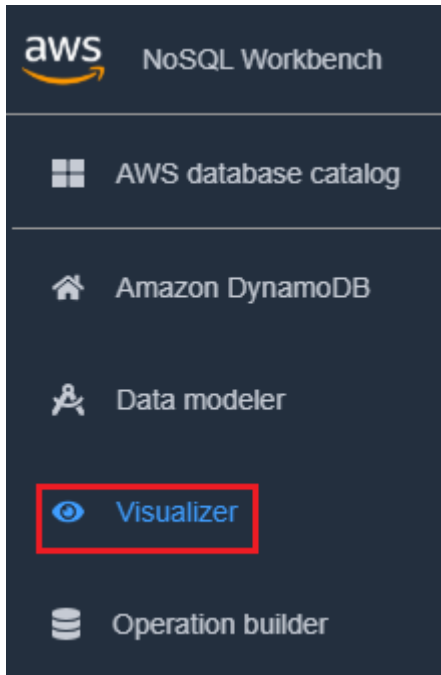 aws NoSQL Workbench
AWS database catalog
Amazon DynamoDB
Data modeler
Visualizer
Operation builder